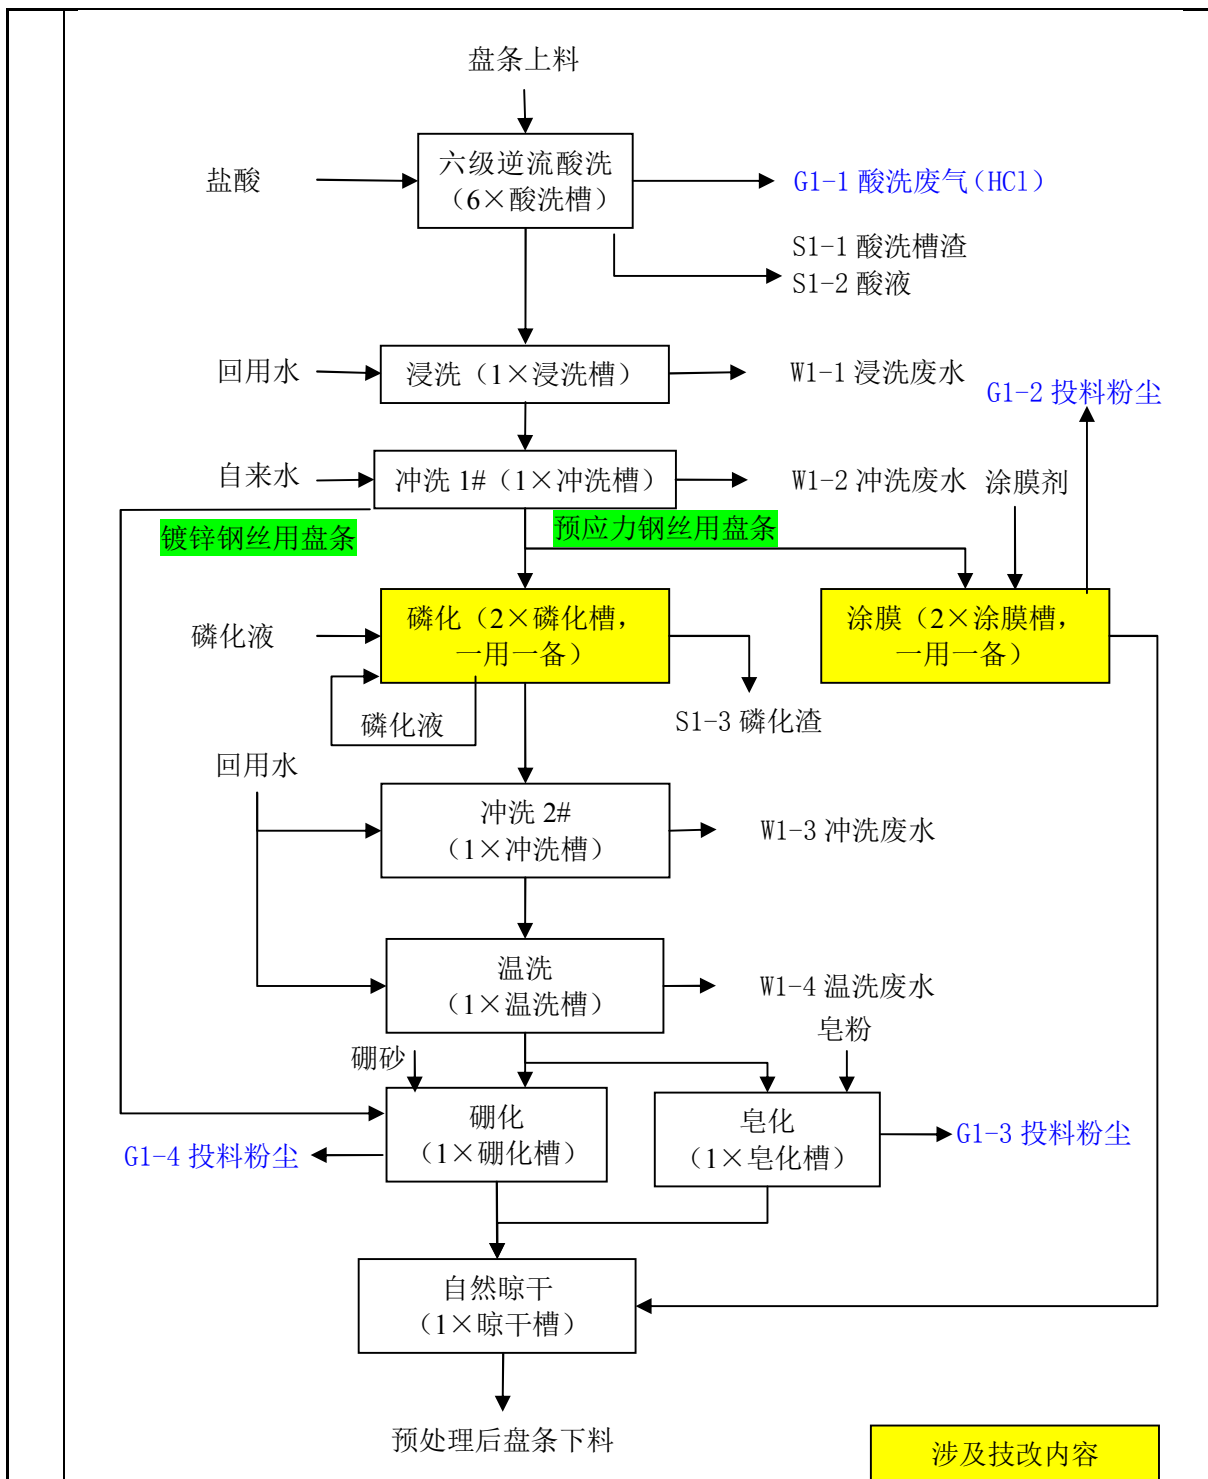 盘条上料
六级逆流酸洗
（6×酸洗槽）
盐酸
G1-1 酸洗废气（HCl）
S1-1 酸洗槽渣
S1-2 酸液
回用水
浸洗（1×浸洗槽）
W1-1 浸洗废水
G1-2 投料粉尘
自来水
冲洗 1#（1×冲洗槽）
W1-2 冲洗废水
涂膜剂
镀锌钢丝用盘条
预应力钢丝用盘条
磷化液
磷化（2×磷化槽，
一用一备）
涂膜（2×涂膜槽，
一用一备）
磷化液
S1-3 磷化渣
回用水
冲洗 2#
（1×冲洗槽）
W1-3 冲洗废水
温洗
（1×温洗槽）
W1-4 温洗废水
皂粉
硼砂
硼化
（1×硼化槽）
皂化
（1×皂化槽）
G1-3 投料粉尘
G1-4 投料粉尘
自然晾干
（1×晾干槽）
预处理后盘条下料
涉及技改内容